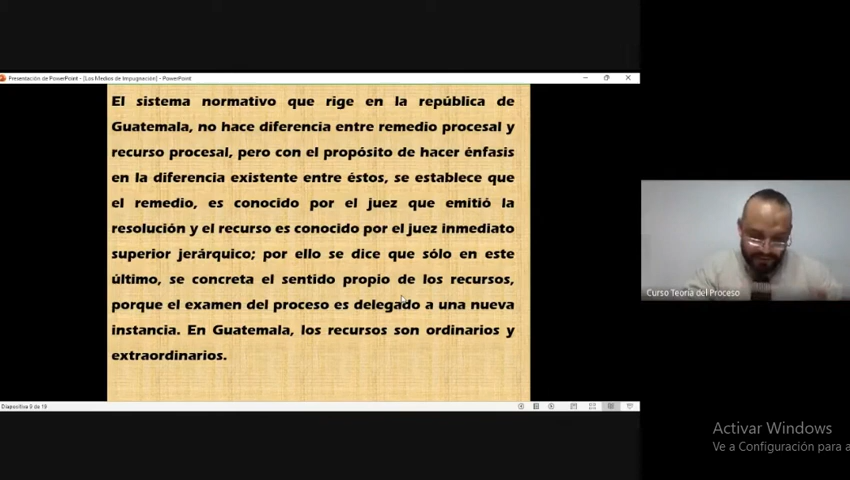 Presentación de PowerPoint - [Los Medios de Impugnación] - PowerPoint
El sistema normativo que rige en la república de
Guatemala, no hace diferencia entre remedio procesal y
recurso procesal, pero con el propósito de hacer énfasis
en la diferencia existente entre éstos, se establece que
el remedio, es conocido por el juez que emitió la
resolución y el recurso es conocido por el juez inmediato
superior jerárquico; por ello se dice que sólo en este
último, se concreta el sentido propio de los recursos,
porque el examen del proceso es delegado a una nueva
instancia. En Guatemala, los recursos son ordinarios y
extraordinarios.
Curso Teoría del Proceso
Diapositiva 9 de 19
Activar Windows
Ve a Configuración para a